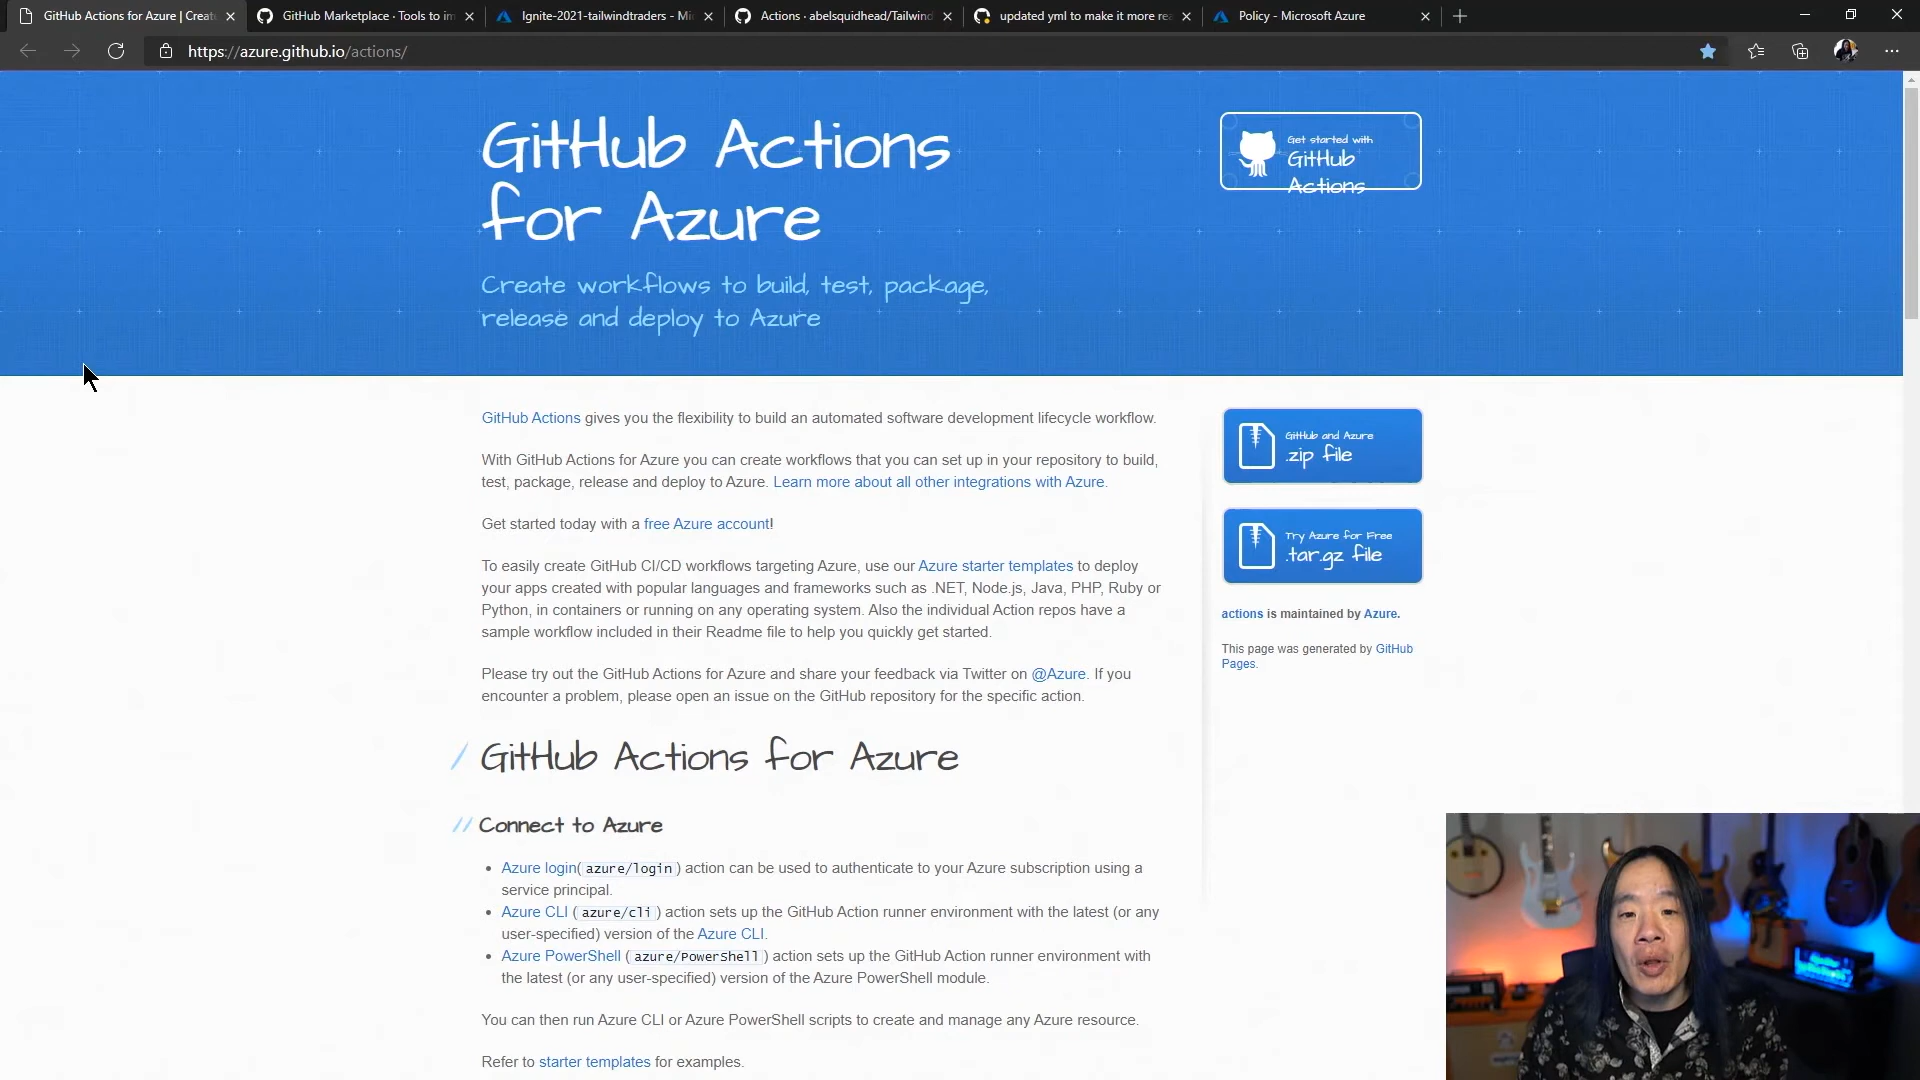 GitHub Actions for Azure | Creat
GitHub Marketplace · Tools to im
Ignite-2021-tailwindtraders - Mi
Actions · abelsquidhead/Tailwind
updated yml to make it more rea
Policy - Microsoft Azure
https://azure.github.io/actions/
GitHub Actions
for Azure
Create workflows to build, test, package,
release and deploy to Azure
Get started with
GitHub
Actions
GitHub Actions gives you the flexibility to build an automated software development lifecycle workflow.
With GitHub Actions for Azure you can create workflows that you can set up in your repository to build,
test, package, release and deploy to Azure. Learn more about all other integrations with Azure.
Get started today with a free Azure account!
To easily create GitHub CI/CD workflows targeting Azure, use our Azure starter templates to deploy
your apps created with popular languages and frameworks such as .NET, Node.js, Java, PHP, Ruby or
Python, in containers or running on any operating system. Also the individual Action repos have a
sample workflow included in their Readme file to help you quickly get started.
Please try out the GitHub Actions for Azure and share your feedback via Twitter on @Azure. If you
encounter a problem, please open an issue on the GitHub repository for the specific action.
GitHub and Azure
.zip file
Try Azure for Free
.tar.gz file
actions is maintained by Azure.
This page was generated by GitHub
Pages.
/ GitHub Actions for Azure
// Connect to Azure
• Azure login( azure/login ) action can be used to authenticate to your Azure subscription using a
service principal.
• Azure CLI ( azure/cli ) action sets up the GitHub Action runner environment with the latest (or any
user-specified) version of the Azure CLI.
• Azure PowerShell ( azure/PowerShell ) action sets up the GitHub Action runner environment with
the latest (or any user-specified) version of the Azure PowerShell module.
You can then run Azure CLI or Azure PowerShell scripts to create and manage any Azure resource.
Refer to starter templates for examples.